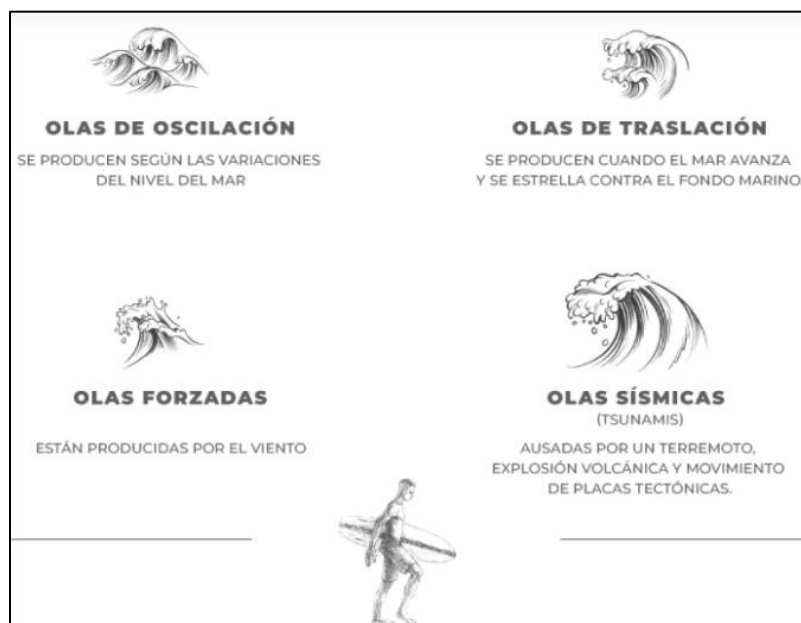 OLAS DE OSCILACIÓN
SE PRODUCEN SEGÚN LAS VARIACIONES
DEL NIVEL DEL MAR
OLAS DE TRASLACIÓN
SE PRODUCEN CUANDO EL MAR AVANZA
Y SE ESTRELLA CONTRA EL FONDO MARINO
OLAS FORZADAS
ESTÁN PRODUCIDAS POR EL VIENTO
OLAS SÍSMICAS
(TSUNAMIS)
AUSADAS POR UN TERREMOTO,
EXPLOSIÓN VOLCÁNICA Y MOVIMIENTO
DE PLACAS TECTÓNICAS.